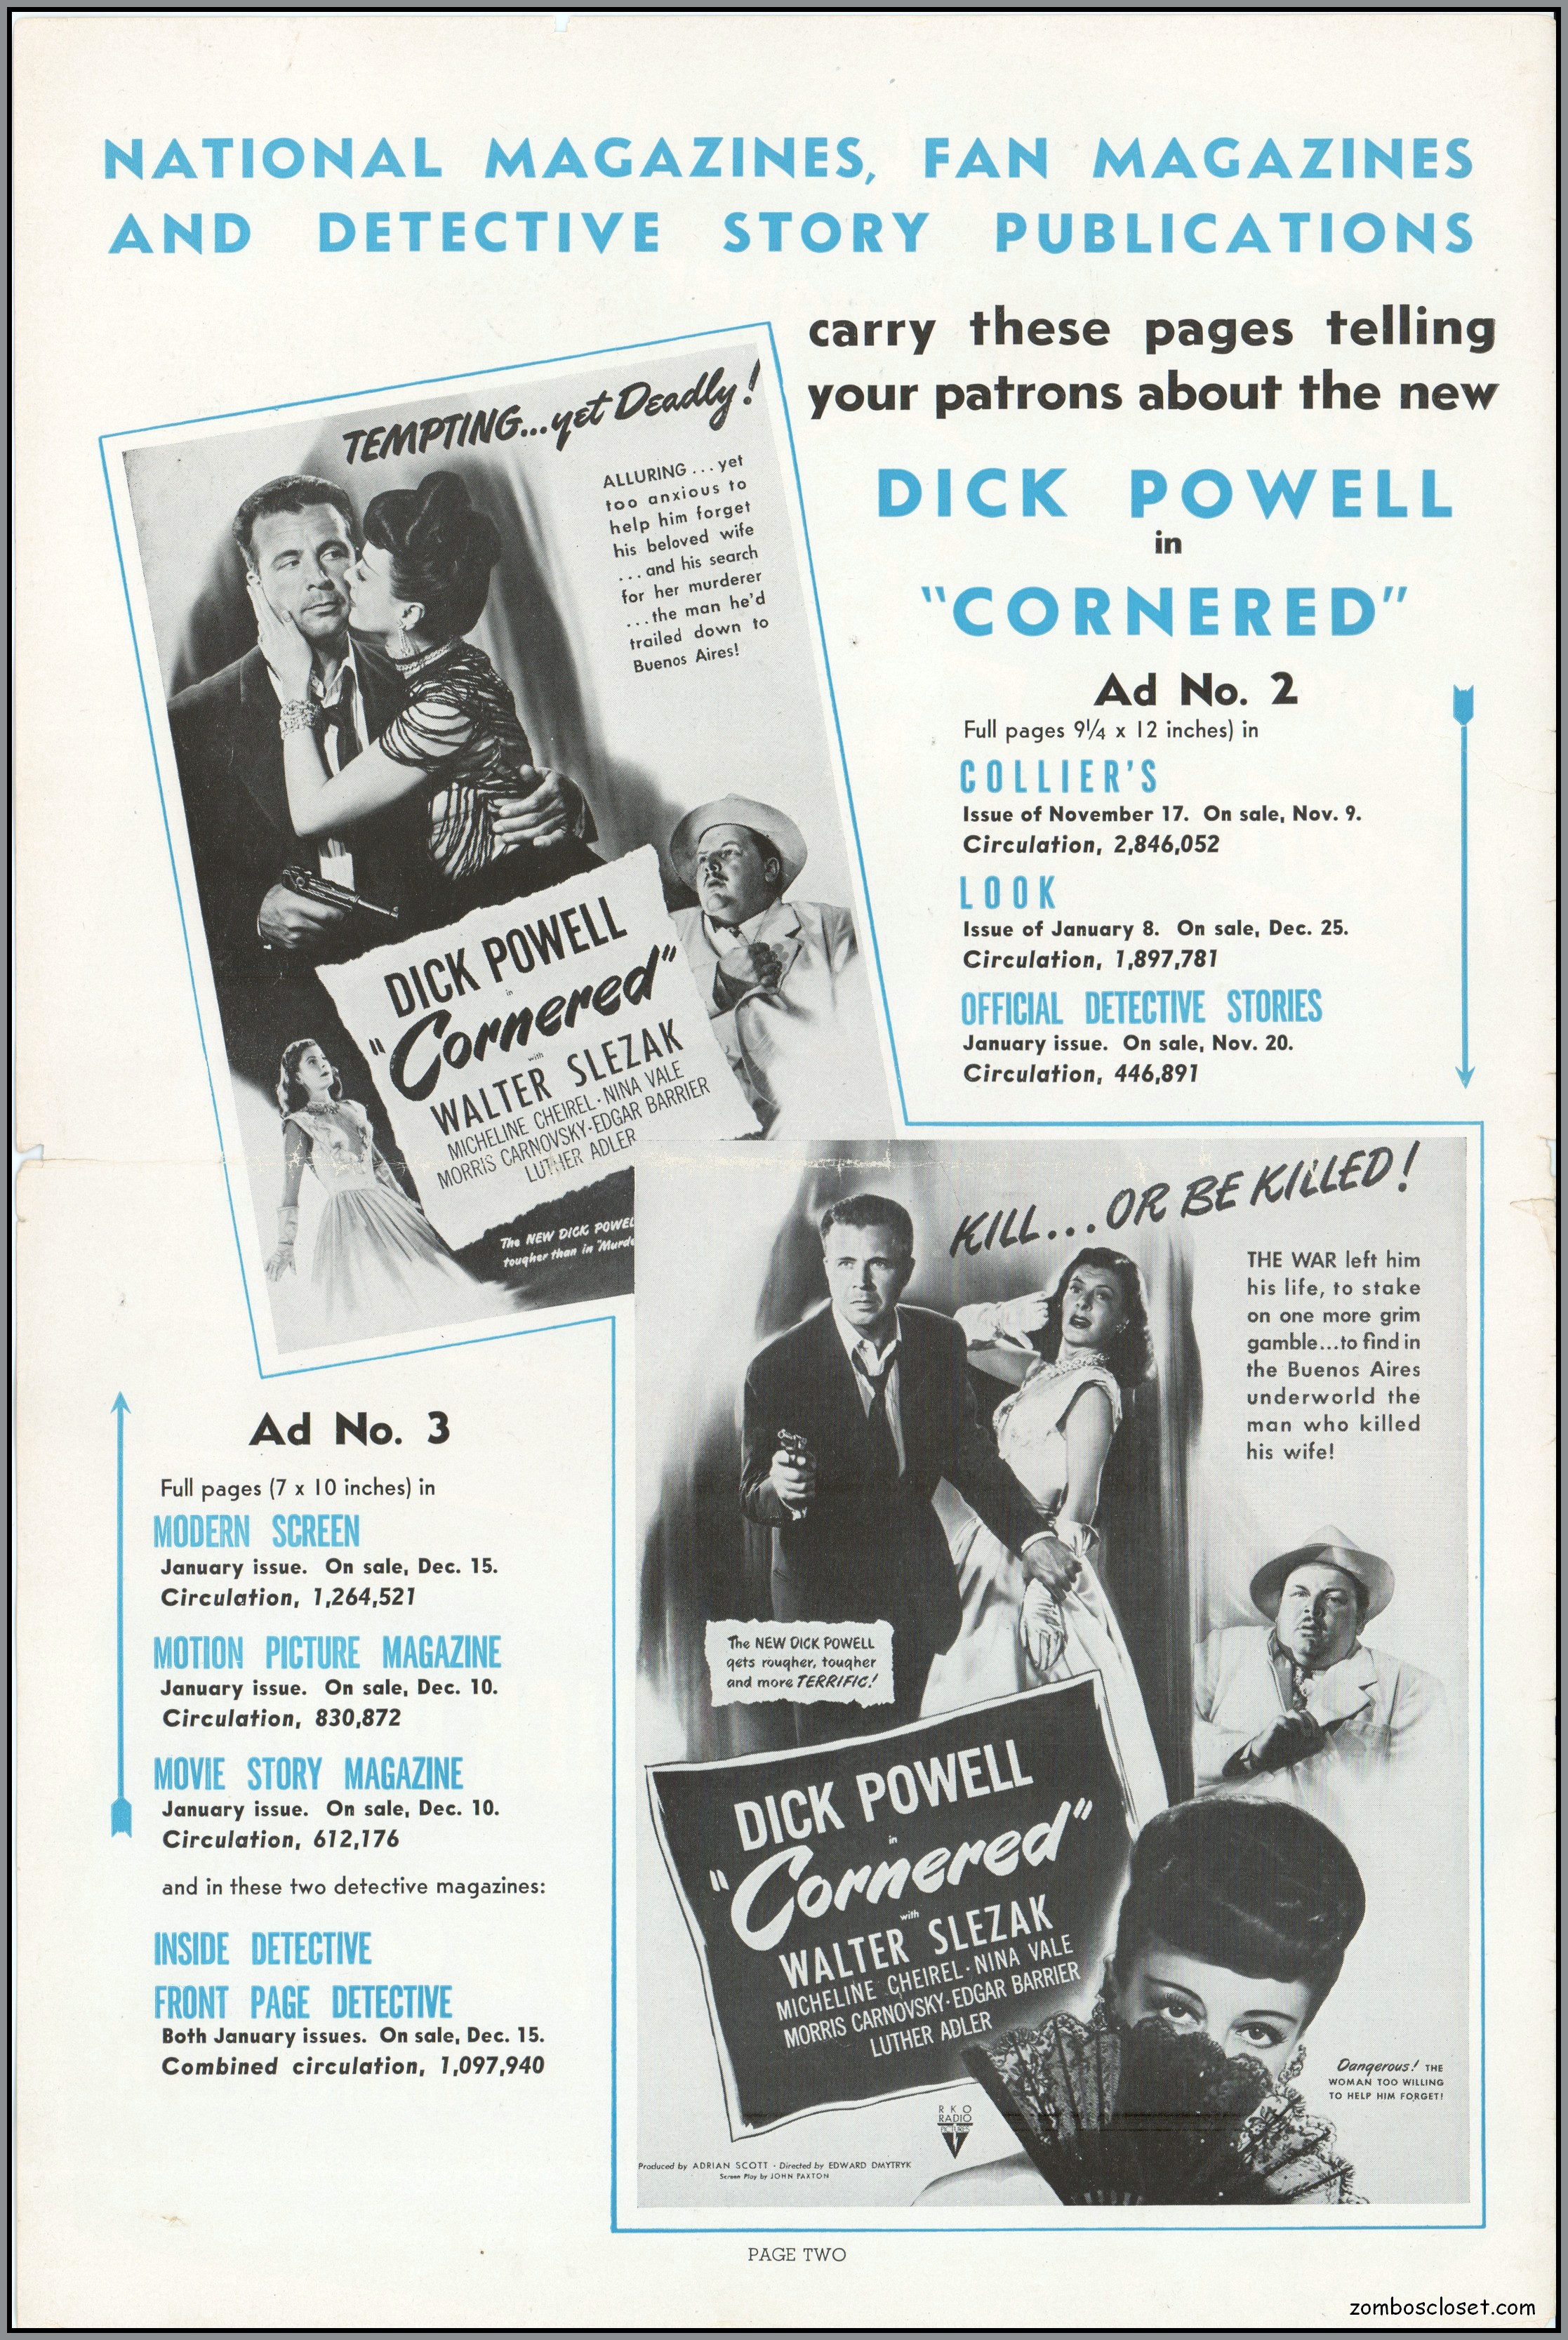 NATIONAL MAGAZINES, FAN MAGAZINES
AND DETECTIVE STORY PUBLICATIONS
carry these pages telling
your patrons about the new
DICK POWELL
in
"CORNERED"
Ad No. 2
Full pages 9¼ x 12 inches) in
COLLIER'S
Issue of November 17. On sale, Nov. 9.
Circulation, 2,846,052
LOOK
Issue of January 8. On sale, Dec. 25.
Circulation, 1,897,781
OFFICIAL DETECTIVE STORIES
January issue. On sale, Nov. 20.
Circulation, 446,891
TEMPTING...yet Deadly!
ALLURING ... yet
too anxious to
help him forget
his beloved wife
... and his search
for her murderer
... the man he'd
trailed down to
Buenos Aires!
DICK POWELL
in
"Cornered"
with
WALTER SLEZAK
MICHELINE CHEIREL · NINA VALE
MORRIS CARNOVSKY · EDGAR BARRIER
LUTHER ADLER
The NEW DICK POWEL
tougher than in "Murde
KILL... OR BE KILLED!
THE WAR left him
his life, to stake
on one more grim
gamble...to find in
the Buenos Aires
underworld the
man who killed
his wife!
The NEW DICK POWELL
gets rougher, tougher
and more TERRIFIC!
DICK POWELL
in
"Cornered"
with
WALTER SLEZAK
MICHELINE CHEIREL · NINA VALE
MORRIS CARNOVSKY · EDGAR BARRIER
LUTHER ADLER
Dangerous! THE
WOMAN TOO WILLING
TO HELP HIM FORGET!
RKO
RADIO
PICTURES
Produced by ADRIAN SCOTT · Directed by EDWARD DMYTRYK
Screen Play by JOHN PAXTON
Ad No. 3
Full pages (7 x 10 inches) in
MODERN SCREEN
January issue. On sale, Dec. 15.
Circulation, 1,264,521
MOTION PICTURE MAGAZINE
January issue. On sale, Dec. 10.
Circulation, 830,872
MOVIE STORY MAGAZINE
January issue. On sale, Dec. 10.
Circulation, 612,176
and in these two detective magazines:
INSIDE DETECTIVE
FRONT PAGE DETECTIVE
Both January issues. On sale, Dec. 15.
Combined circulation, 1,097,940
PAGE TWO
zomboscloset.com